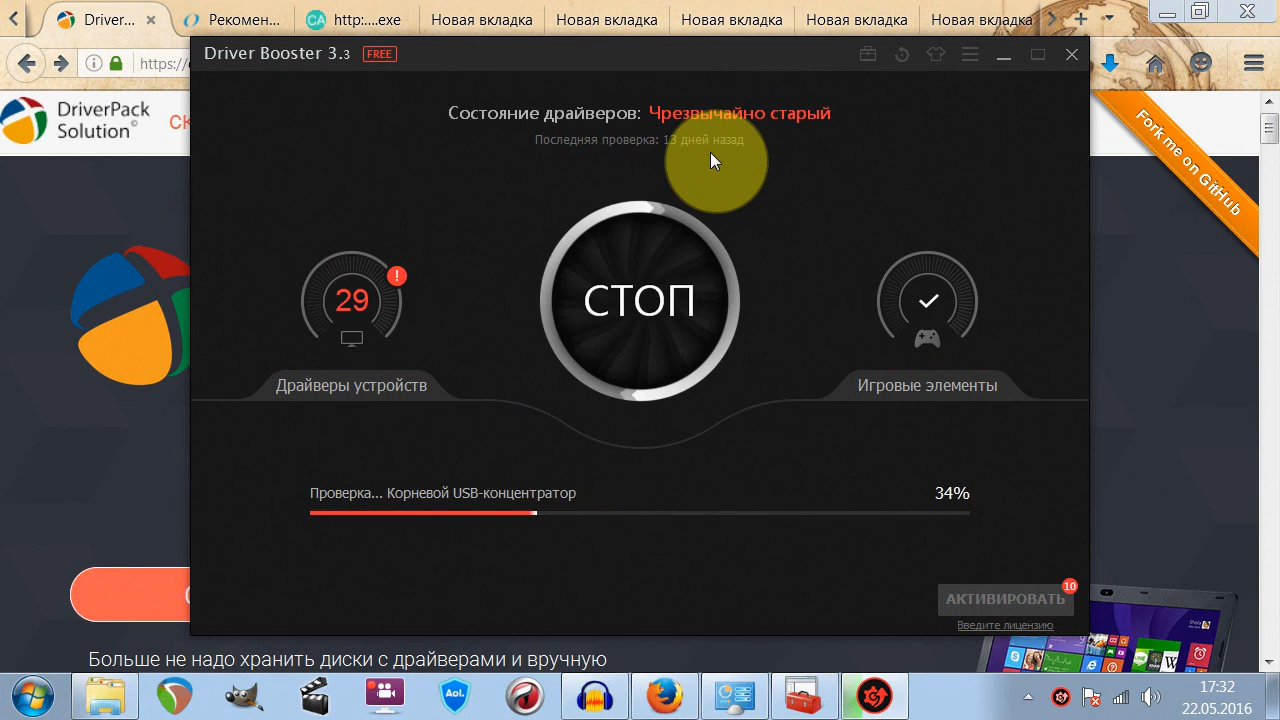 Driver...
Рекомен...
http:....exe
Новая вкладка
Новая вкладка
Новая вкладка
Новая вкладка
Новая вкладка
https://
DriverPack
Solution
Driver Booster 3.3 FREE
Fork me on GitHub
Состояние драйверов: Чрезвычайно старый
Последняя проверка: 13 дней назад
29
!
СТОП
Драйверы устройств
Игровые элементы
Проверка... Корневой USB-концентратор
34%
АКТИВИРОВАТЬ
10
Введите лицензию
Больше не надо хранить диски с драйверами и вручную
Aol.
17:32
22.05.2016